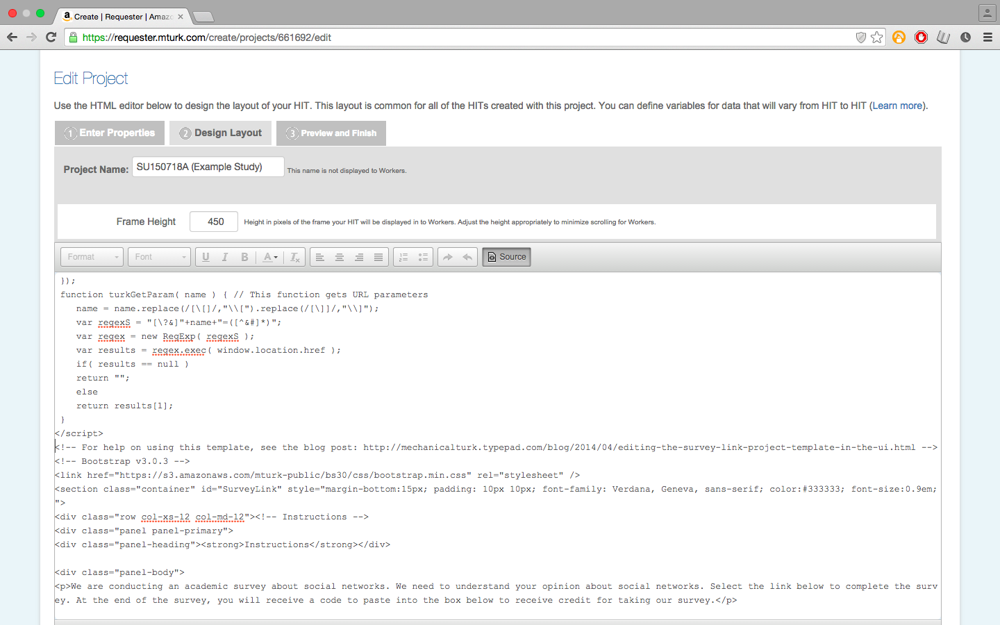 Create | Requester | Amaz
https://requester.mturk.com/create/projects/661692/edit
Edit Project
Use the HTML editor below to design the layout of your HIT. This layout is common for all of the HITs created with this project. You can define variables for data that will vary from HIT to HIT (Learn more).
1 Enter Properties
2 Design Layout
3 Preview and Finish
Project Name: SU150718A (Example Study) This name is not displayed to Workers.
Frame Height 450 Height in pixels of the frame your HIT will be displayed in to Workers. Adjust the height appropriately to minimize scrolling for Workers.
Format Font U I B A Tx Source
});
function turkGetParam( name ) { // This function gets URL parameters
name = name.replace(/[\[]/,"\\[").replace(/[\]]/,"\\]");
var regexS = "[\?&]"+name+"=([^&#]*)";
var regex = new RegExp( regexS );
var results = regex.exec( window.location.href );
if( results == null )
return "";
else
return results[1];
}
</script>
<!-- For help on using this template, see the blog post: http://mechanicalturk.typepad.com/blog/2014/04/editing-the-survey-link-project-template-in-the-ui.html -->
<!-- Bootstrap v3.0.3 -->
<link href="https://s3.amazonaws.com/mturk-public/bs30/css/bootstrap.min.css" rel="stylesheet" />
<section class="container" id="SurveyLink" style="margin-bottom:15px; padding: 10px 10px; font-family: Verdana, Geneva, sans-serif; color:#333333; font-size:0.9em;
">
<div class="row col-xs-12 col-md-12"><!-- Instructions -->
<div class="panel panel-primary">
<div class="panel-heading"><strong>Instructions</strong></div>
<div class="panel-body">
<p>We are conducting an academic survey about social networks. We need to understand your opinion about social networks. Select the link below to complete the surv
ey. At the end of the survey, you will receive a code to paste into the box below to receive credit for taking our survey.</p>